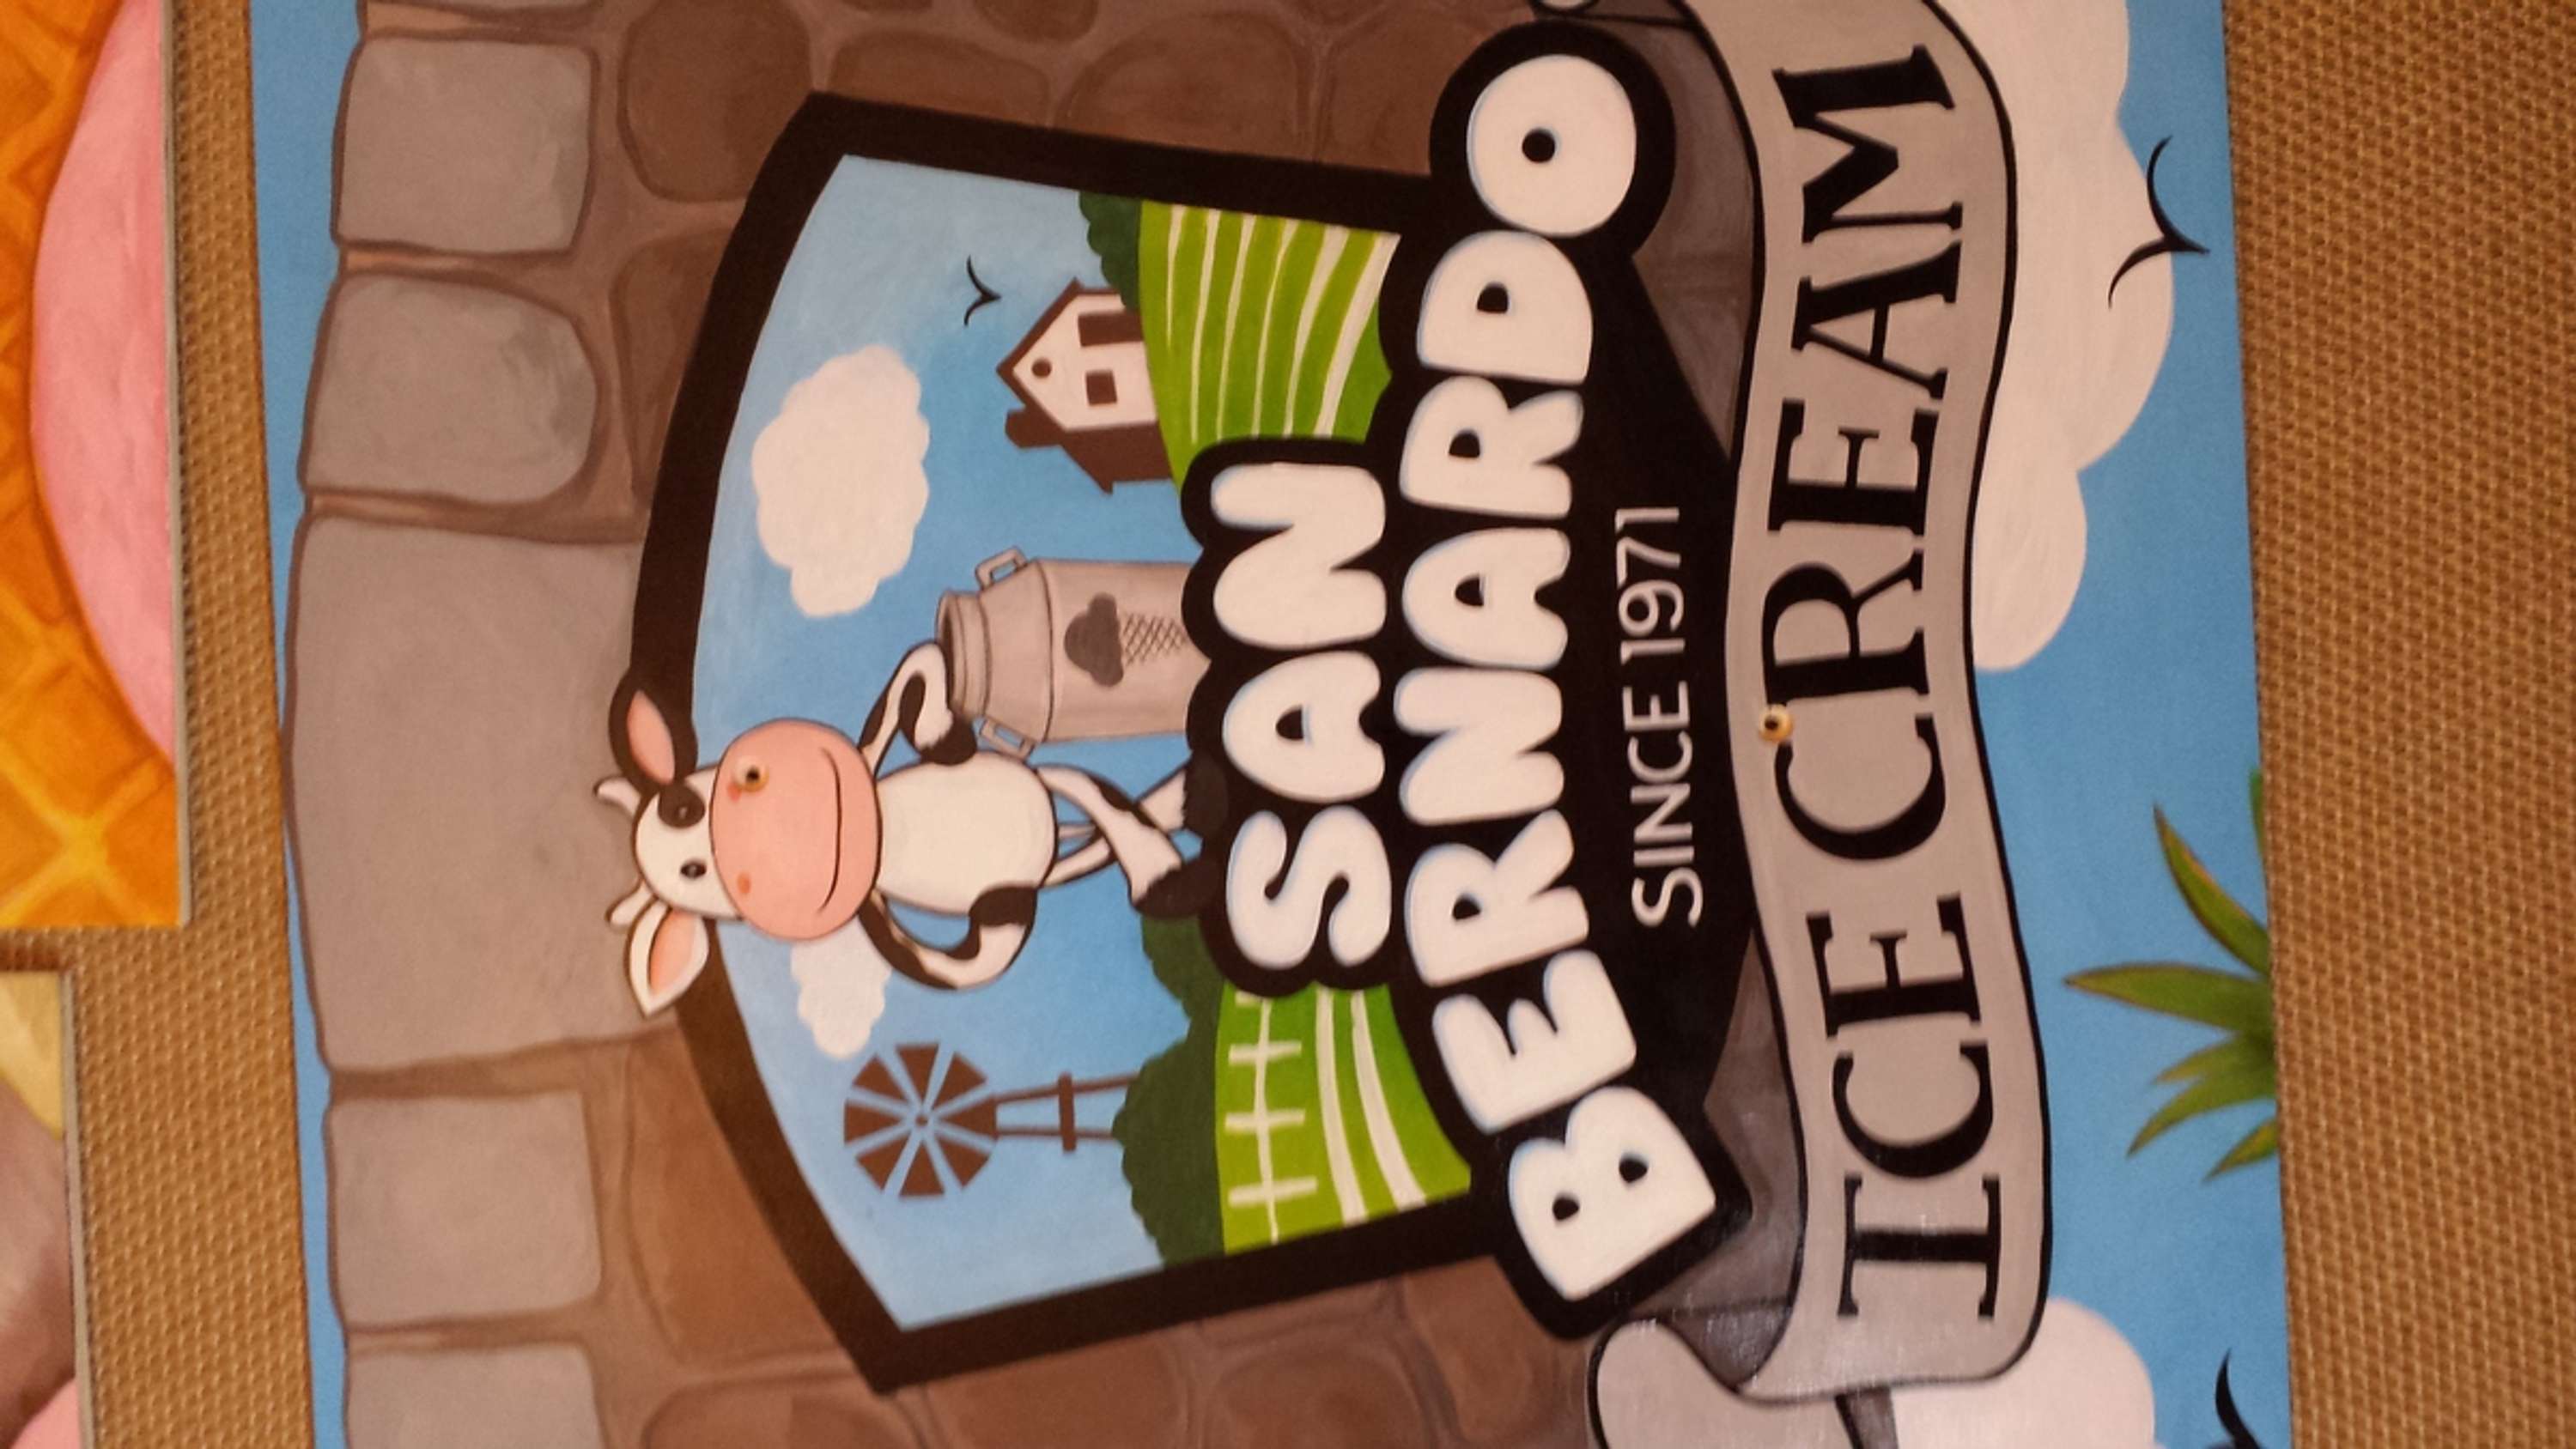 SAN
BERNARDO
SINCE 1971
ICE CREAM